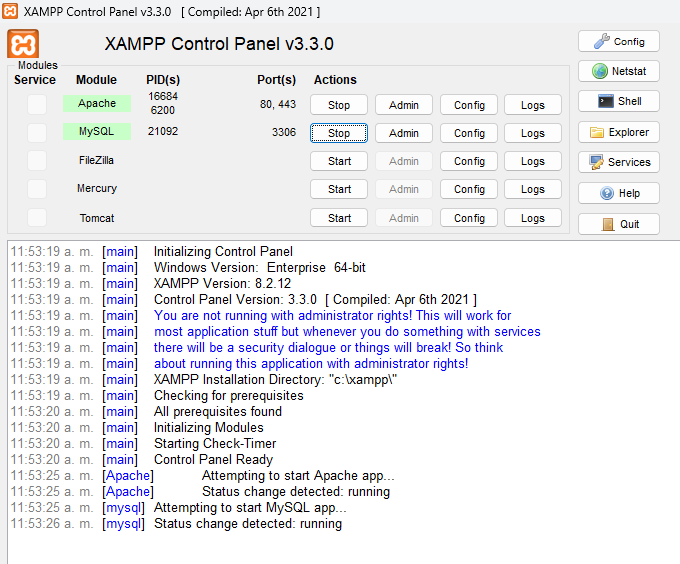 XAMPP Control Panel v3.3.0 [ Compiled: Apr 6th 2021 ]
XAMPP Control Panel v3.3.0
Config
Modules
Service Module PID(s) Port(s) Actions
Netstat
Apache 16684 6200 80, 443 Stop Admin Config Logs
Shell
MySQL 21092 3306 Stop Admin Config Logs
Explorer
FileZilla Start Admin Config Logs
Services
Mercury Start Admin Config Logs
Help
Tomcat Start Admin Config Logs
Quit
11:53:19 a. m. [main] Initializing Control Panel
11:53:19 a. m. [main] Windows Version: Enterprise 64-bit
11:53:19 a. m. [main] XAMPP Version: 8.2.12
11:53:19 a. m. [main] Control Panel Version: 3.3.0 [ Compiled: Apr 6th 2021 ]
11:53:19 a. m. [main] You are not running with administrator rights! This will work for
11:53:19 a. m. [main] most application stuff but whenever you do something with services
11:53:19 a. m. [main] there will be a security dialogue or things will break! So think
11:53:19 a. m. [main] about running this application with administrator rights!
11:53:19 a. m. [main] XAMPP Installation Directory: "c:\xampp\"
11:53:19 a. m. [main] Checking for prerequisites
11:53:20 a. m. [main] All prerequisites found
11:53:20 a. m. [main] Initializing Modules
11:53:20 a. m. [main] Starting Check-Timer
11:53:20 a. m. [main] Control Panel Ready
11:53:25 a. m. [Apache] Attempting to start Apache app...
11:53:25 a. m. [Apache] Status change detected: running
11:53:25 a. m. [mysql] Attempting to start MySQL app...
11:53:26 a. m. [mysql] Status change detected: running